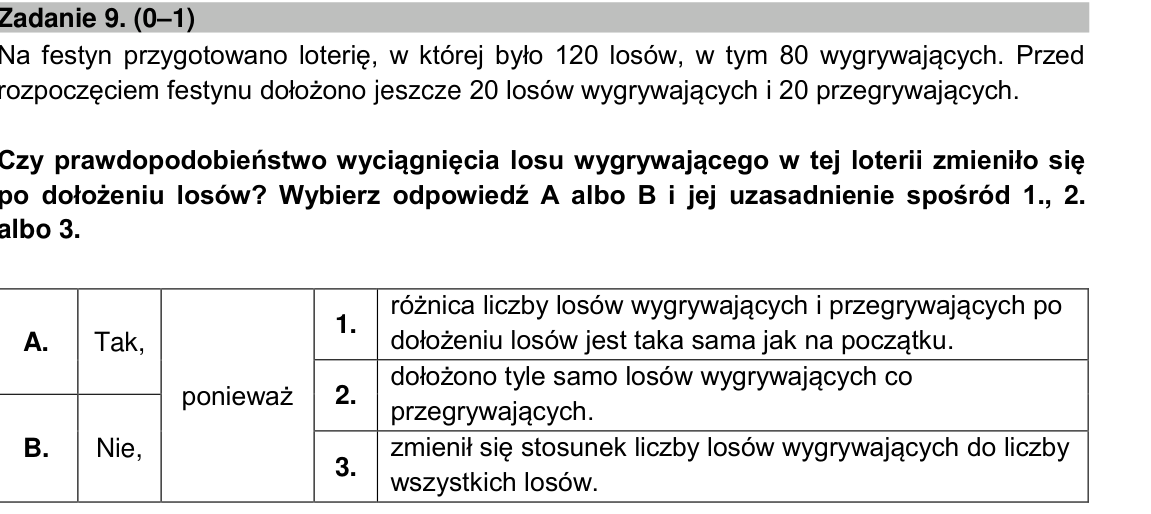 Zadanie 9. (0–1)
Na festyn przygotowano loterię, w której było 120 losów, w tym 80 wygrywających. Przed
rozpoczęciem festynu dołożono jeszcze 20 losów wygrywających i 20 przegrywających.
Czy prawdopodobieństwo wyciągnięcia losu wygrywającego w tej loterii zmieniło się
po dołożeniu losów? Wybierz odpowiedź A albo B i jej uzasadnienie spośród 1., 2.
albo 3.
A. Tak,
B. Nie,
ponieważ
1. różnica liczby losów wygrywających i przegrywających po
dołożeniu losów jest taka sama jak na początku.
2. dołożono tyle samo losów wygrywających co
przegrywających.
3. zmienił się stosunek liczby losów wygrywających do liczby
wszystkich losów.